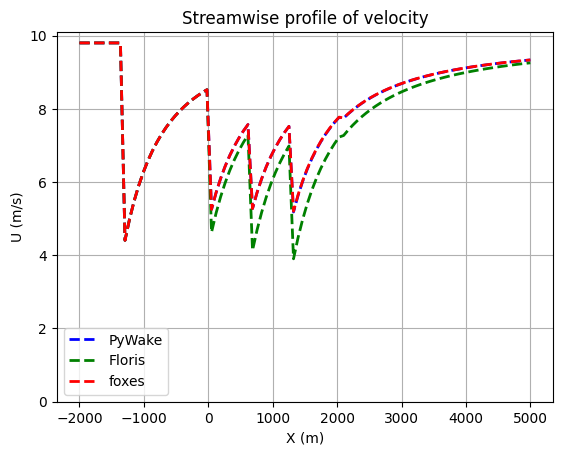 Streamwise profile of velocity
U (m/s)
10
8
6
4
2
0
PyWake
Floris
foxes
−2000
−1000
0
1000
2000
3000
4000
5000
X (m)